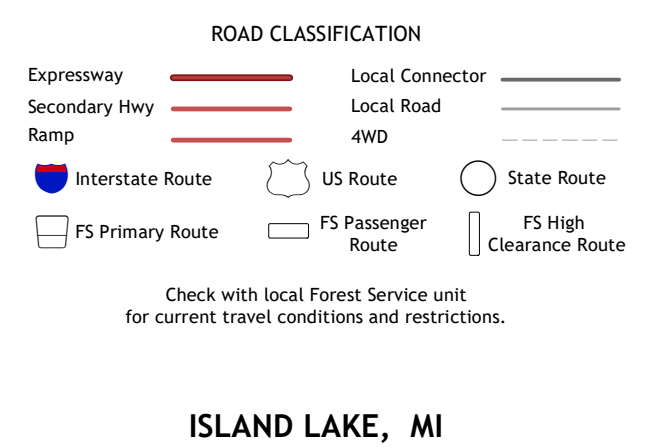 ROAD CLASSIFICATION
Expressway
Local Connector
Secondary Hwy
Local Road
Ramp
4WD
Interstate Route
US Route
State Route
FS Primary Route
FS Passenger
Route
FS High
Clearance Route
Check with local Forest Service unit
for current travel conditions and restrictions.
ISLAND LAKE, MI